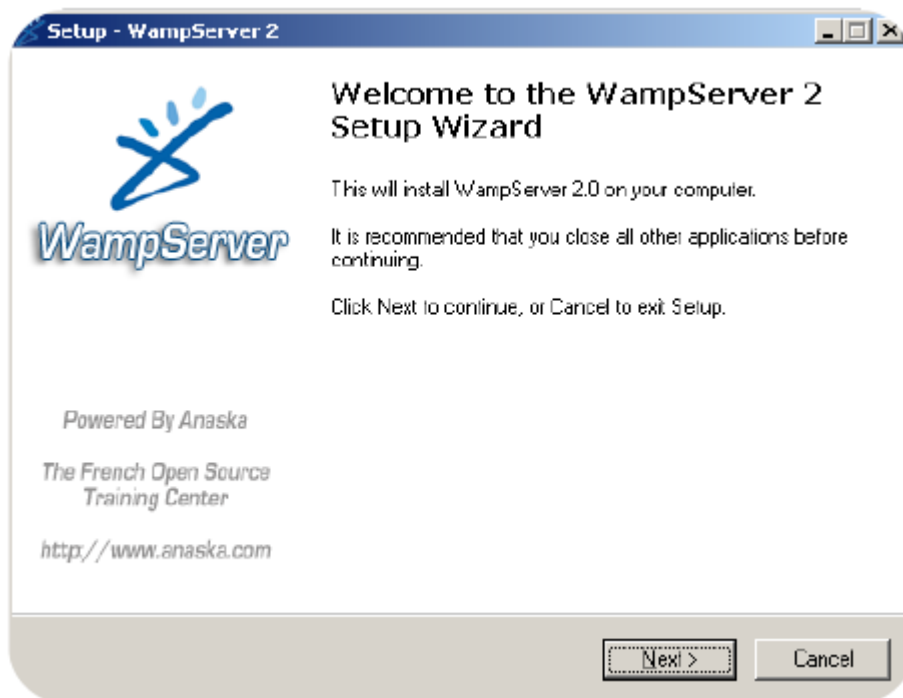 Setup - WampServer 2
WampServer
Welcome to the WampServer 2
Setup Wizard
This will install WampServer 2.0 on your computer.
It is recommended that you close all other applications before
continuing.
Click Next to continue, or Cancel to exit Setup.
Powered By Anaska
The French Open Source
Training Center
http://www.anaska.com
Next >
Cancel